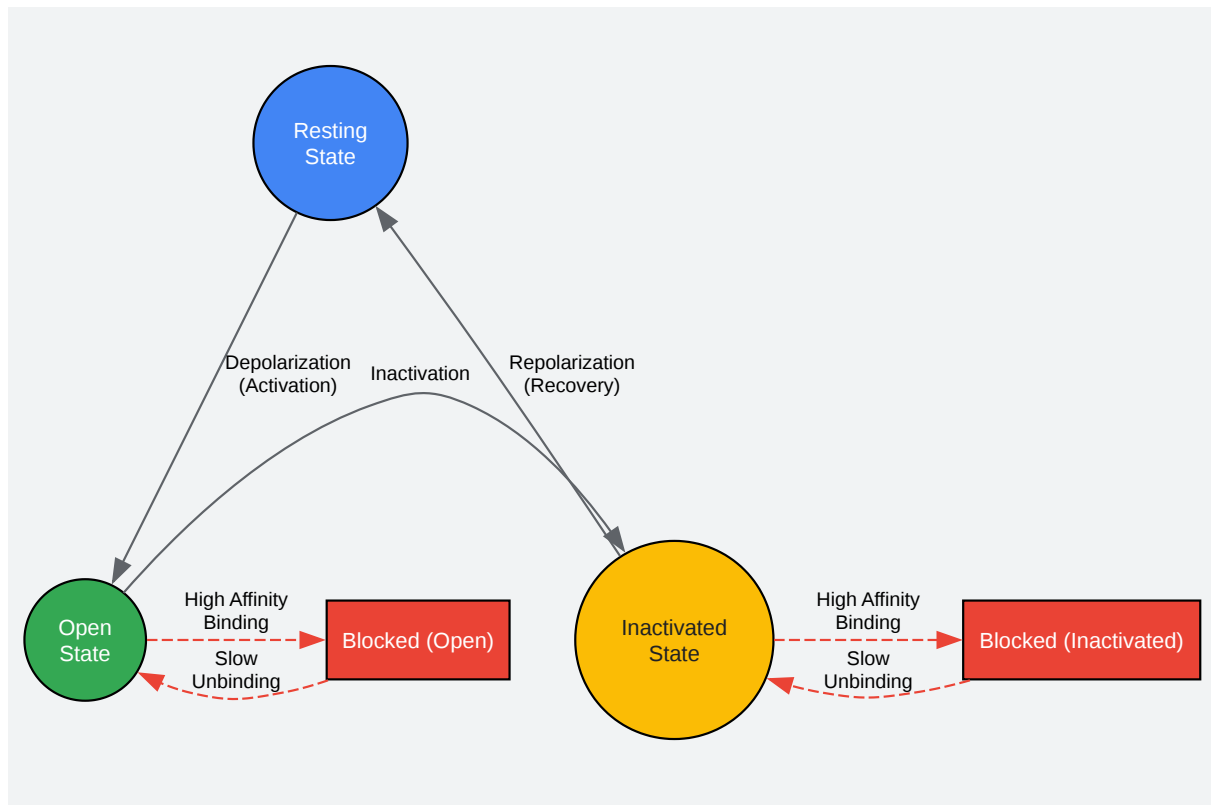 Resting
State
Depolarization
(Activation)
Inactivation
Repolarization
(Recovery)
Open
State
High Affinity
Binding
Slow
Unbinding
Blocked (Open)
Inactivated
State
High Affinity
Binding
Slow
Unbinding
Blocked (Inactivated)